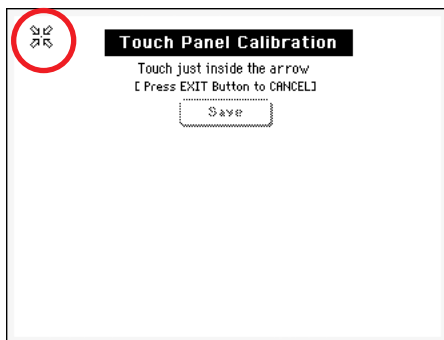 Touch Panel Calibration
Touch just inside the arrow
[ Press EXIT Button to CANCEL]
Save